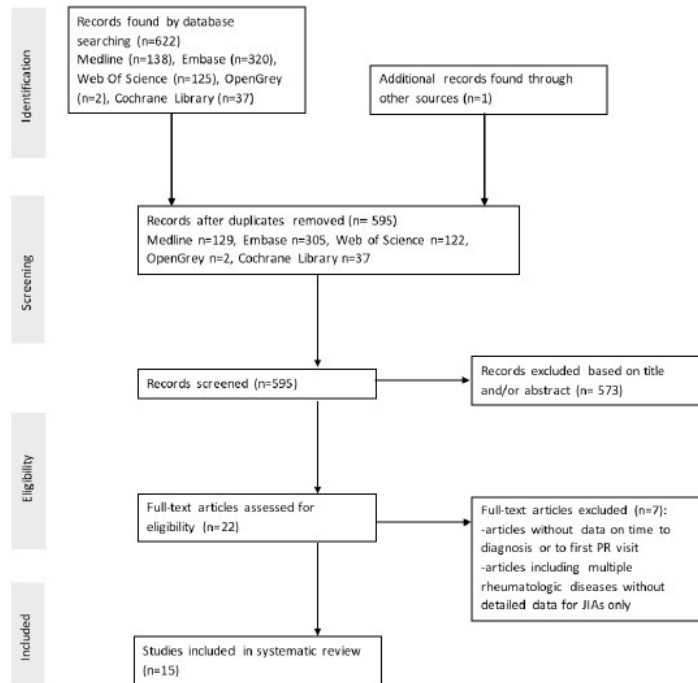 Identification
Records found by database
searching (n=622)
Medline (n=138), Embase (n=320),
Web Of Science (n=125), OpenGrey
(n=2), Cochrane Library (n=37)
Additional records found through
other sources (n=1)
Screening
Records after duplicates removed (n= 595)
Medline n=129, Embase n=305, Web of Science n=122,
OpenGrey n=2, Cochrane Library n=37
Records screened (n=595)
Records excluded based on title
and/or abstract (n= 573)
Eligibility
Full-text articles assessed for
eligibility (n=22)
Full-text articles excluded (n=7):
-articles without data on time to
diagnosis or to first PR visit
-articles including multiple
rheumatologic diseases without
detailed data for JIAs only
Included
Studies included in systematic review
(n=15)